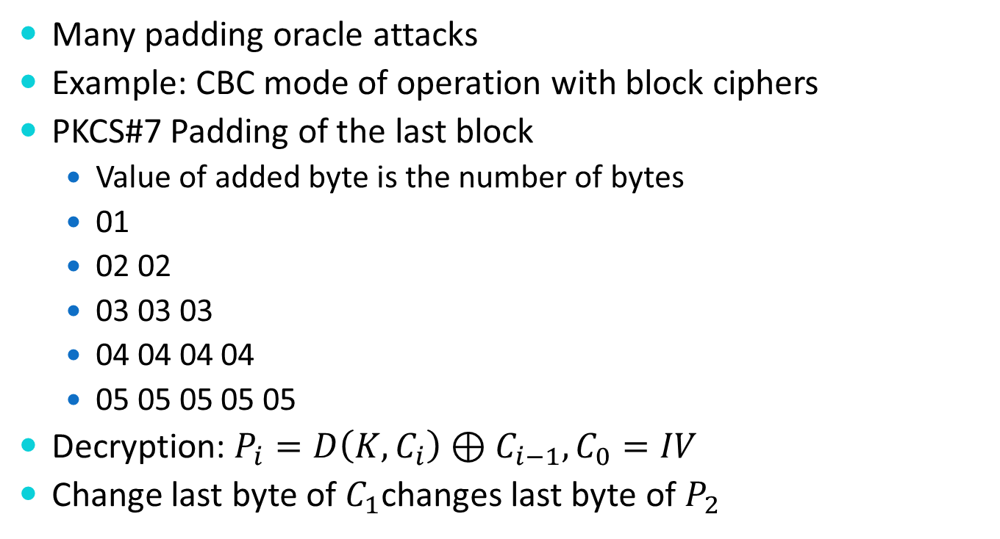 Many padding oracle attacks
Example: CBC mode of operation with block ciphers
PKCS#7 Padding of the last block
Value of added byte is the number of bytes
01
02 02
03 03 03
04 04 04 04
05 05 05 05 05
Decryption: $P_i = D(K, C_i) \oplus C_{i-1}, C_0 = IV$
Change last byte of $C_1$changes last byte of $P_2$